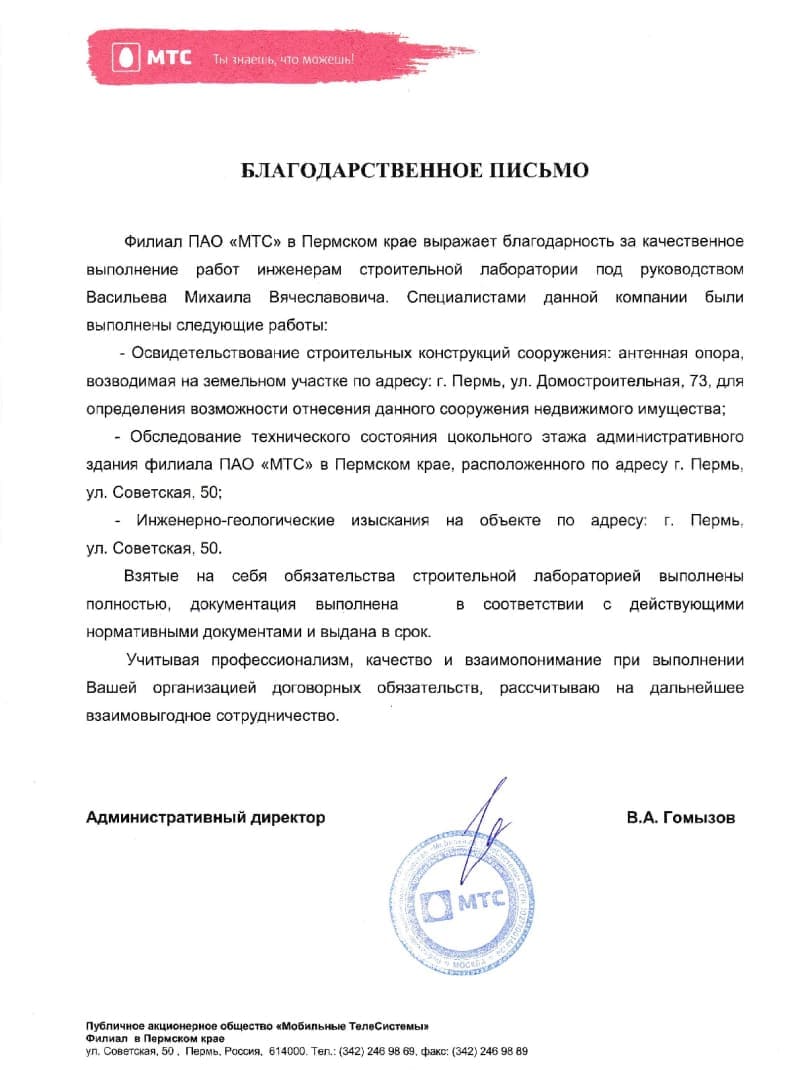 МТС Ты знаешь, что можешь!
БЛАГОДАРСТВЕННОЕ ПИСЬМО
Филиал ПАО «МТС» в Пермском крае выражает благодарность за качественное
выполнение работ инженерам строительной лаборатории под руководством
Васильева Михаила Вячеславовича. Специалистами данной компании были
выполнены следующие работы:
- Освидетельствование строительных конструкций сооружения: антенная опора,
возводимая на земельном участке по адресу: г. Пермь, ул. Домостроительная, 73, для
определения возможности отнесения данного сооружения недвижимого имущества;
- Обследование технического состояния цокольного этажа административного
здания филиала ПАО «МТС» в Пермском крае, расположенного по адресу г. Пермь,
ул. Советская, 50;
- Инженерно-геологические изыскания на объекте по адресу: г. Пермь,
ул. Советская, 50.
Взятые на себя обязательства строительной лабораторией выполнены
полностью, документация выполнена в соответствии с действующими
нормативными документами и выдана в срок.
Учитывая профессионализм, качество и взаимопонимание при выполнении
Вашей организацией договорных обязательств, рассчитываю на дальнейшее
взаимовыгодное сотрудничество.
Административный директор В.А. Гомызов
МТС
МОСКВА
Публичное акционерное общество «Мобильные ТелеСистемы»
Филиал в Пермском крае
ул. Советская, 50 , Пермь, Россия, 614000. Тел.: (342) 246 98 69, факс: (342) 246 98 89